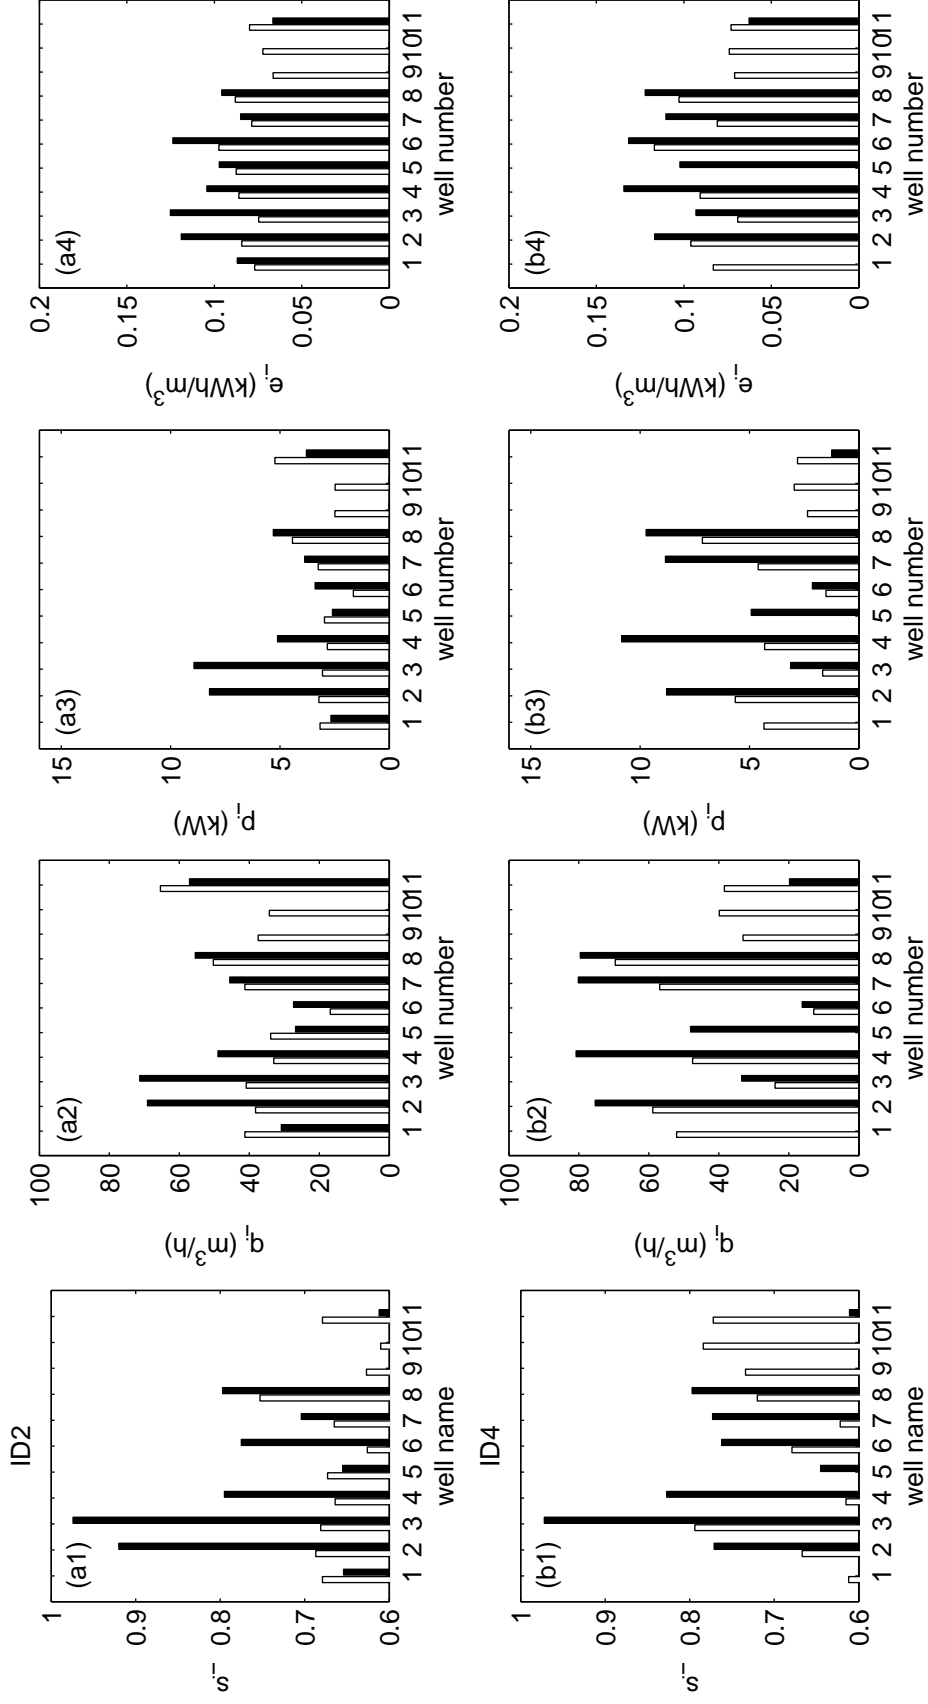 ID2
(a1)
s_i
1
0.9
0.8
0.7
0.6
1 2 3 4 5 6 7 8 9 10 11
well name
(a2)
q_i (m^3/h)
100
80
60
40
20
0
1 2 3 4 5 6 7 8 9 10 11
well number
(a3)
p_i (kW)
15
10
5
0
1 2 3 4 5 6 7 8 9 10 11
well number
(a4)
e_i (kWh/m^3)
0.2
0.15
0.1
0.05
0
1 2 3 4 5 6 7 8 9 10 11
well number
ID4
(b1)
s_i
1
0.9
0.8
0.7
0.6
1 2 3 4 5 6 7 8 9 10 11
well name
(b2)
q_i (m^3/h)
100
80
60
40
20
0
1 2 3 4 5 6 7 8 9 10 11
well number
(b3)
p_i (kW)
15
10
5
0
1 2 3 4 5 6 7 8 9 10 11
well number
(b4)
e_i (kWh/m^3)
0.2
0.15
0.1
0.05
0
1 2 3 4 5 6 7 8 9 10 11
well number